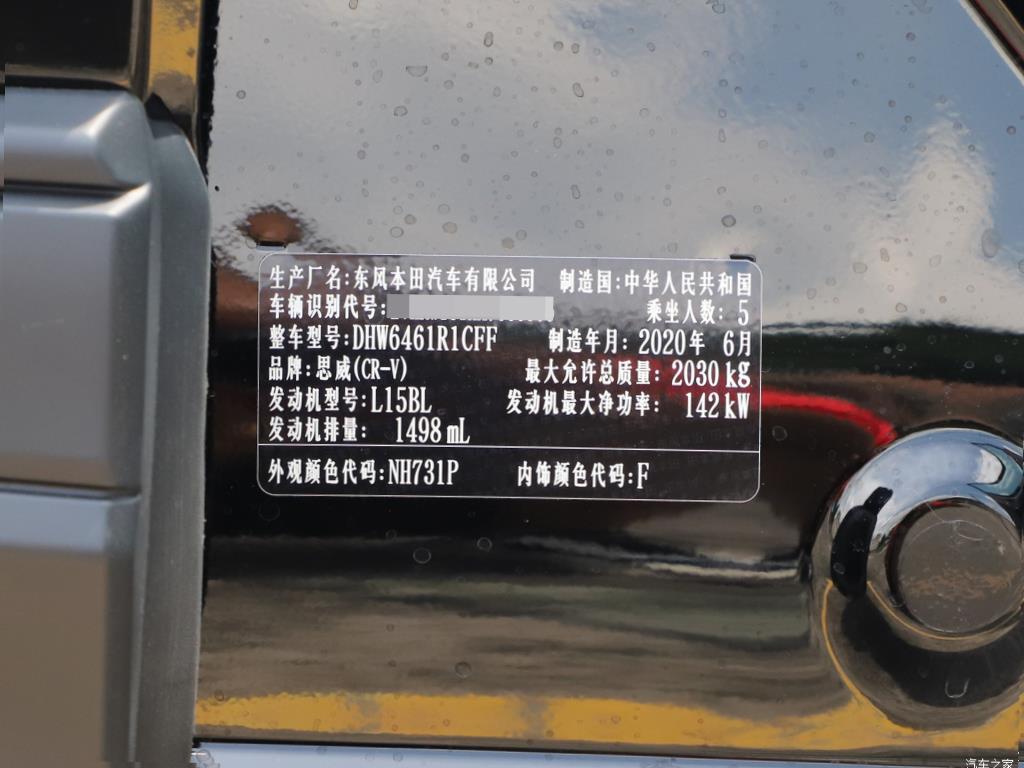 生产厂名:东风本田汽车有限公司 制造国:中华人民共和国
车辆识别代号: 乘坐人数: 5
整车型号:DHW6461R1CFF 制造年月: 2020年 6月
品牌:思威(CR-V) 最大允许总质量: 2030 kg
发动机型号:L15BL 发动机最大净功率: 142 kW
发动机排量: 1498 mL
外观颜色代码:NH731P 内饰颜色代码:F
汽车之家